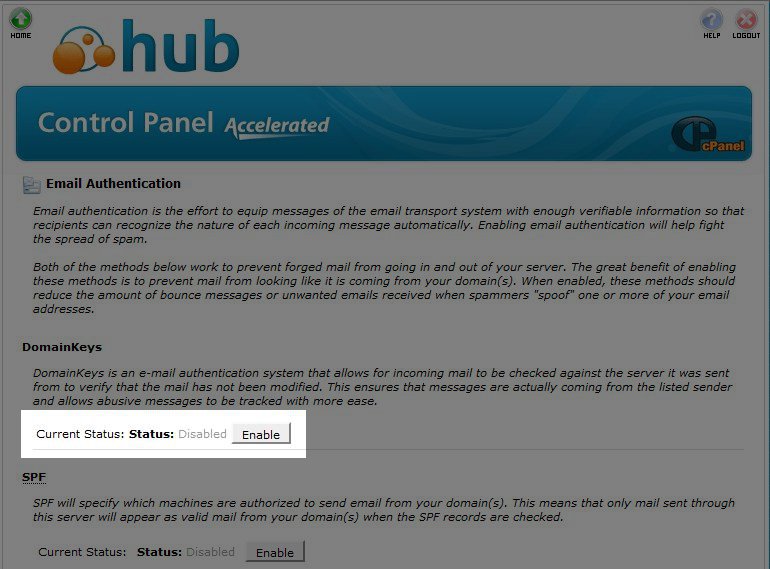 HOME
hub
HELP
LOGOUT
Control Panel Accelerated
cPanel
Email Authentication
Email authentication is the effort to equip messages of the email transport system with enough verifiable information so that
recipients can recognize the nature of each incoming message automatically. Enabling email authentication will help fight
the spread of spam.
Both of the methods below work to prevent forged mail from going in and out of your server. The great benefit of enabling
these methods is to prevent mail from looking like it is coming from your domain(s). When enabled, these methods should
reduce the amount of bounce messages or unwanted emails received when spammers "spoof" one or more of your email
addresses.
DomainKeys
DomainKeys is an e-mail authentication system that allows for incoming mail to be checked against the server it was sent
from to verify that the mail has not been modified. This ensures that messages are actually coming from the listed sender
and allows abusive messages to be tracked with more ease.
Current Status: Status: Disabled Enable
SPF
SPF will specify which machines are authorized to send email from your domain(s). This means that only mail sent through
this server will appear as valid mail from your domain(s) when the SPF records are checked.
Current Status: Status: Disabled Enable